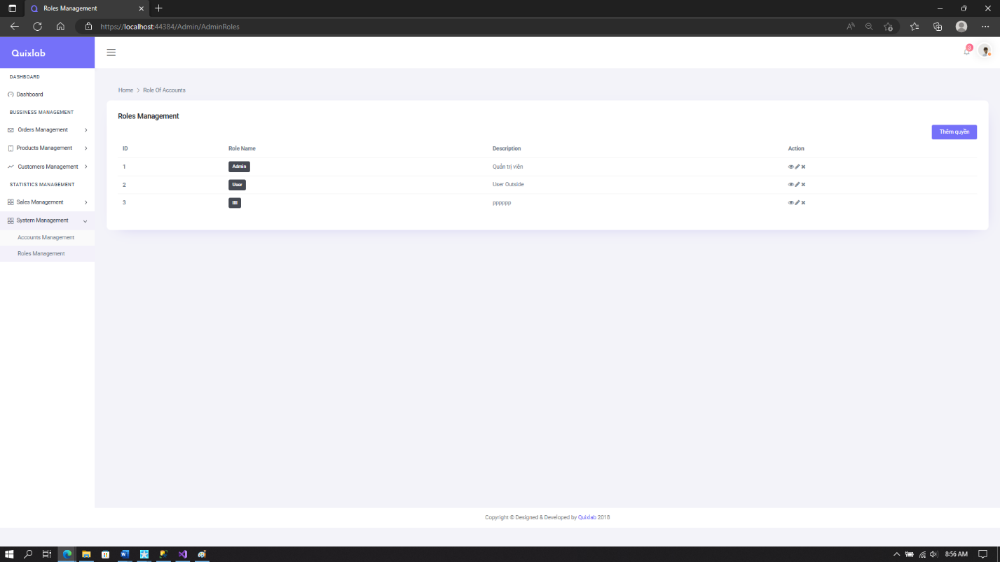 Roles Management
https://localhost:44384/Admin/AdminRoles
Quixlab
3
DASHBOARD
Dashboard
BUSSINESS MANAGEMENT
Orders Management
Products Management
Customers Management
STATISTICS MANAGEMENT
Sales Management
System Management
Accounts Management
Roles Management
Home > Role Of Accounts
Roles Management
Thêm quyền
ID Role Name Description Action
1 Admin Quản trị viên
2 User User Outside
3 pppppp
Copyright © Designed & Developed by Quixlab 2018
8:56 AM